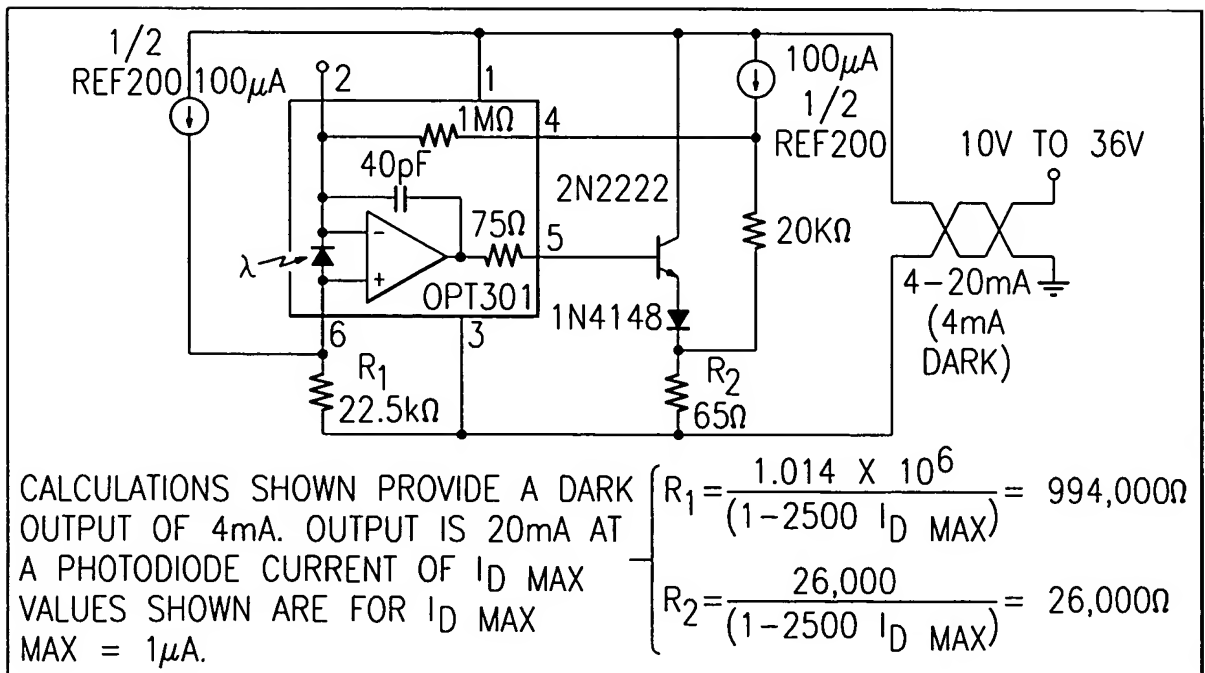 1/2
REF200 100μA
2
1
1MΩ
4
100μA
1/2
REF200
10V TO 36V
40pF
2N2222
75Ω
5
20KΩ
λ
-
+
OPT301
1N4148
4-20mA
(4mA
DARK)
6
3
R1
22.5kΩ
R2
65Ω
CALCULATIONS SHOWN PROVIDE A DARK
OUTPUT OF 4mA. OUTPUT IS 20mA AT
A PHOTODIODE CURRENT OF ID MAX
VALUES SHOWN ARE FOR ID MAX
MAX = 1μA.
R1= 1.014 X 10^6 / (1-2500 ID MAX) = 994,000Ω
R2= 26,000 / (1-2500 ID MAX) = 26,000Ω